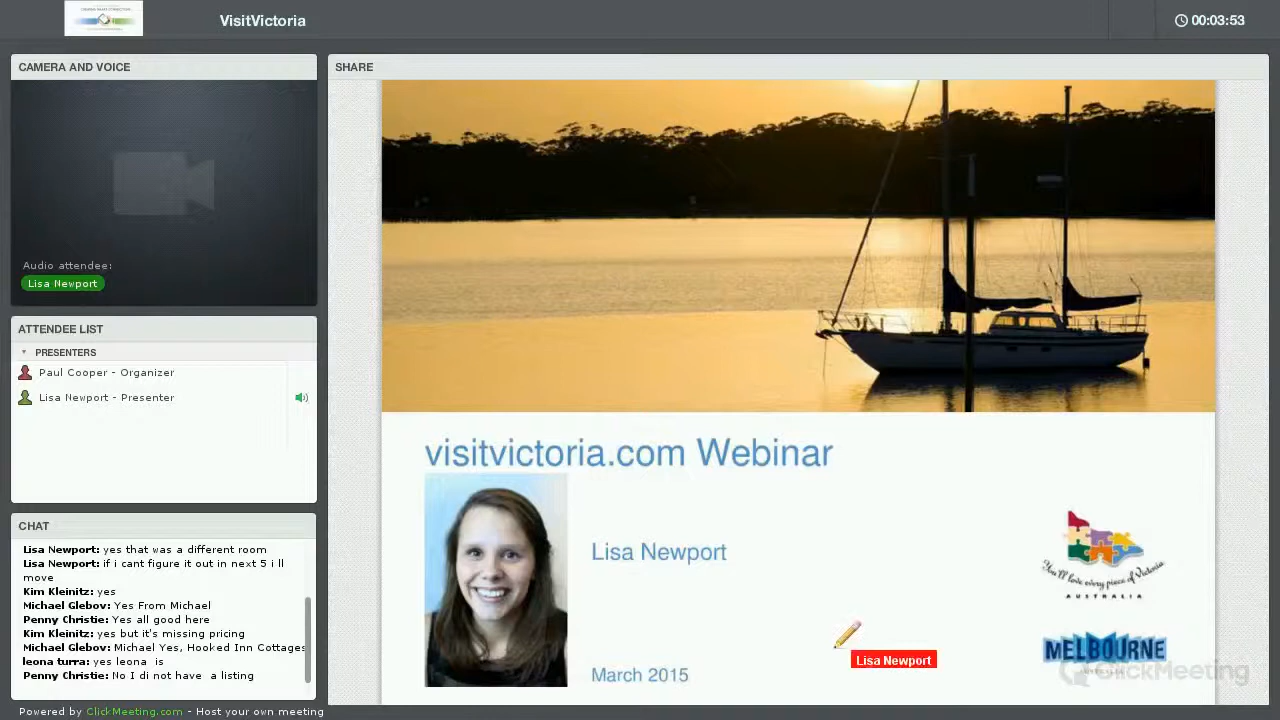 VisitVictoria
00:03:53
CAMERA AND VOICE
Audio attendee:
Lisa Newport
ATTENDEE LIST
PRESENTERS
Paul Cooper - Organizer
Lisa Newport - Presenter
CHAT
Lisa Newport: yes that was a different room
Lisa Newport: if i cant figure it out in next 5 i ll
move
Kim Kleinitz: yes
Michael Glebov: Yes From Michael
Penny Christie: Yes all good here
Kim Kleinitz: yes but it's missing pricing
Michael Glebov: Michael Yes, Howard Inn Cottages
leona turra: yes leona
Penny Christie: No I di not have a listing
Powered by ClickMeeting.com - Host your own meeting
SHARE
visitvictoria.com Webinar
Lisa Newport
March 2015
Lisa Newport
You'll love every piece of Victoria
AUSTRALIA
MELBOURNE
ClickMeeting